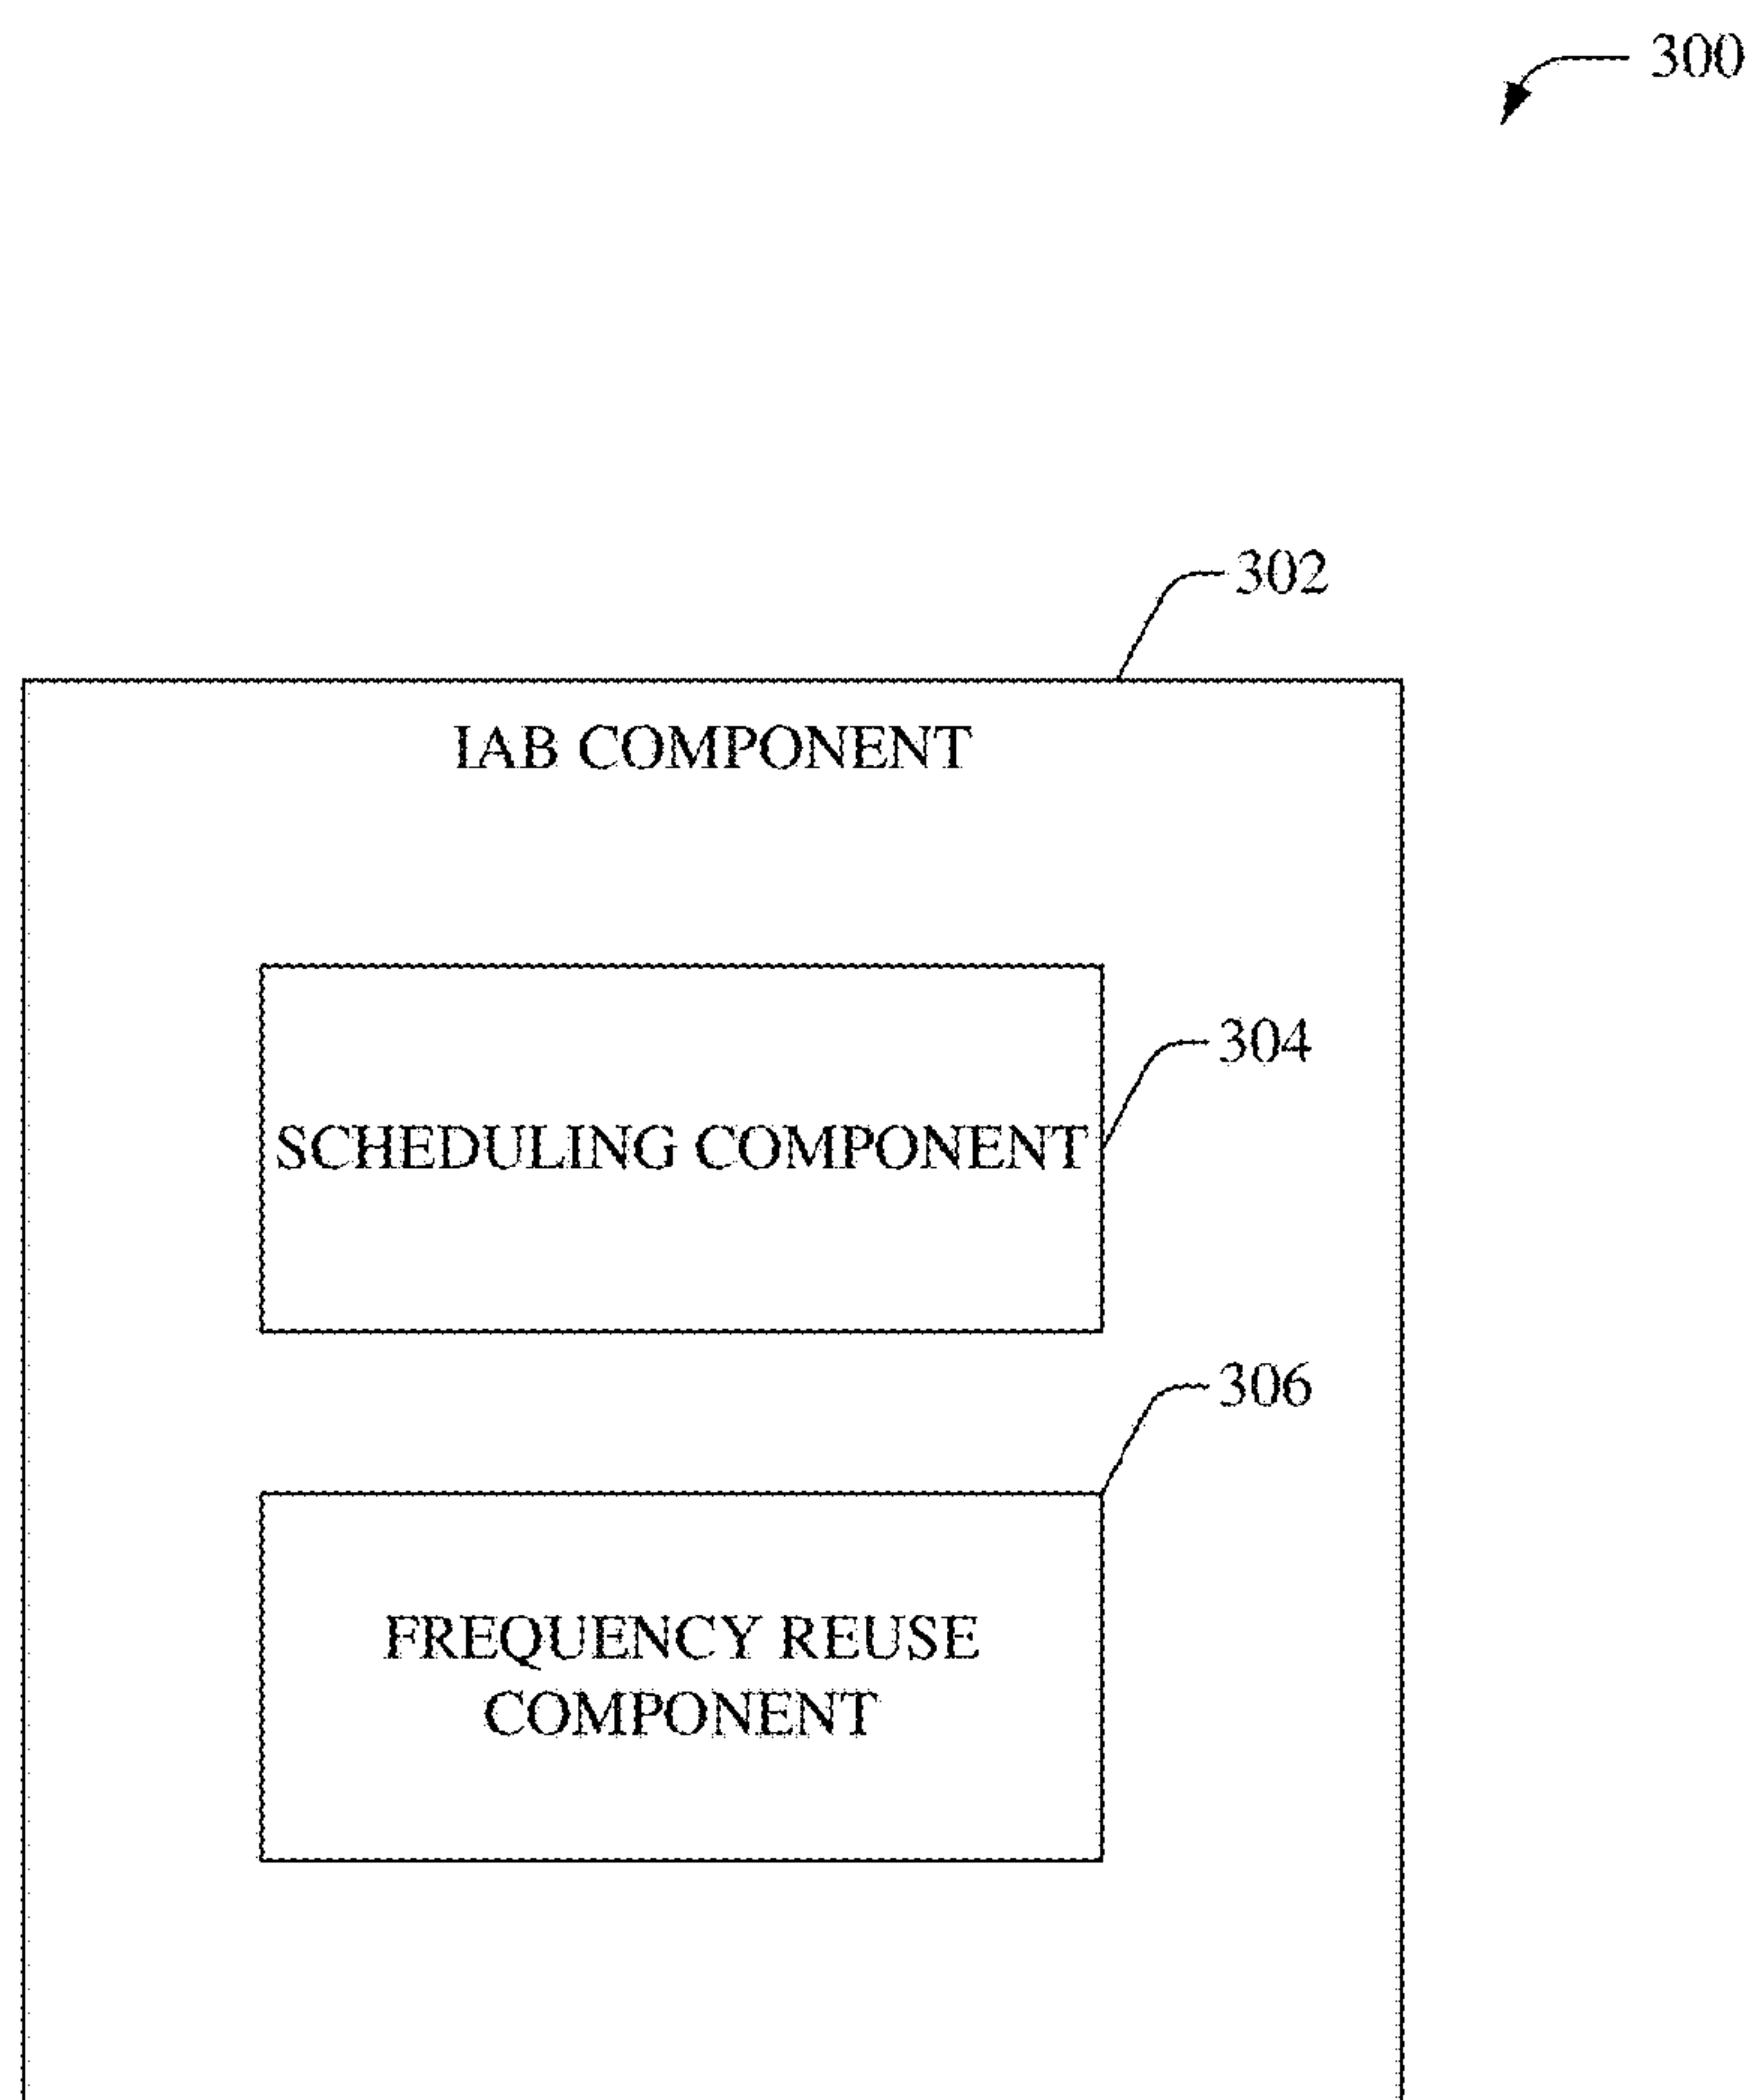 300
302
IAB COMPONENT
304
SCHEDULING COMPONENT
306
FREQUENCY REUSE
COMPONENT